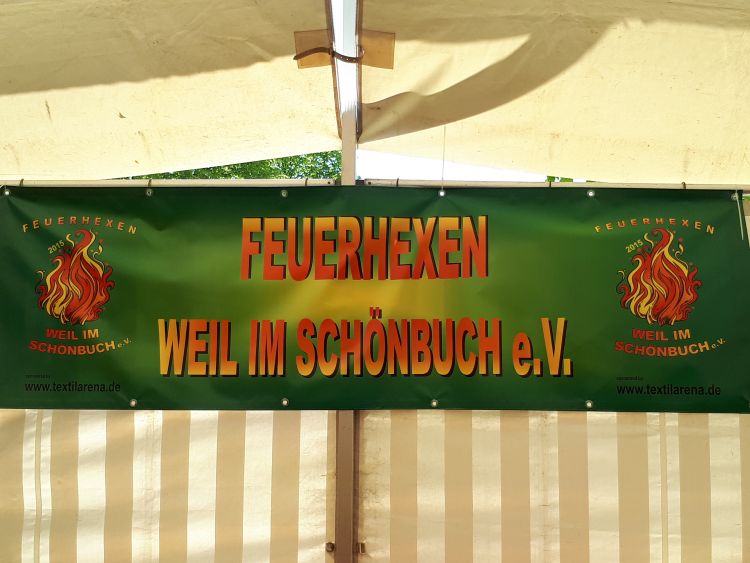 FEUERHEXEN
2015
WEIL IM
SCHÖNBUCH e.V.
www.textilarena.de
FEUERHEXEN
WEIL IM SCHÖNBUCH e.V.
FEUERHEXEN
2015
WEIL IM
SCHÖNBUCH e.V.
www.textilarena.de